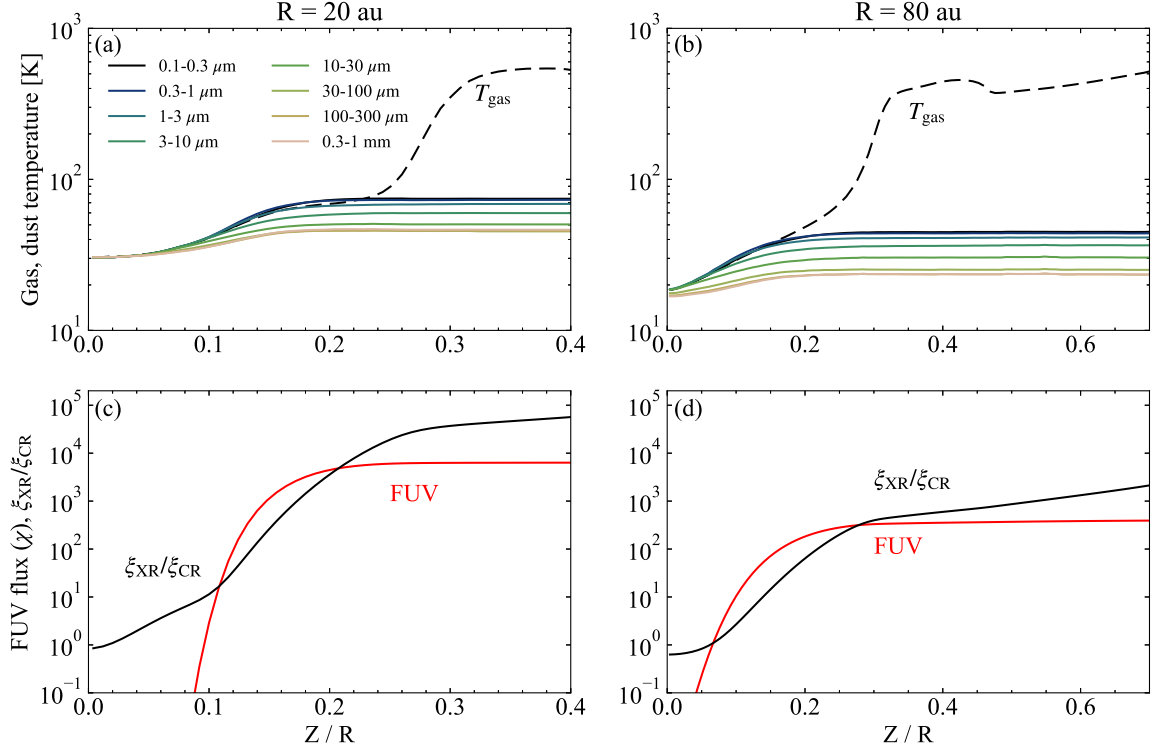 R = 20 au
R = 80 au
Gas, dust temperature [K]
(a)
0.1-0.3 μm
0.3-1 μm
1-3 μm
3-10 μm
10-30 μm
30-100 μm
100-300 μm
0.3-1 mm
T_gas
10^3
10^2
10^1
0.0 0.1 0.2 0.3 0.4
(b)
T_gas
10^3
10^2
10^1
0.0 0.2 0.4 0.6
FUV flux (χ), ξ_XR/ξ_CR
(c)
ξ_XR/ξ_CR
FUV
10^5
10^4
10^3
10^2
10^1
10^0
10^−1
0.0 0.1 0.2 0.3 0.4
Z / R
(d)
ξ_XR/ξ_CR
FUV
10^5
10^4
10^3
10^2
10^1
10^0
10^−1
0.0 0.2 0.4 0.6
Z / R